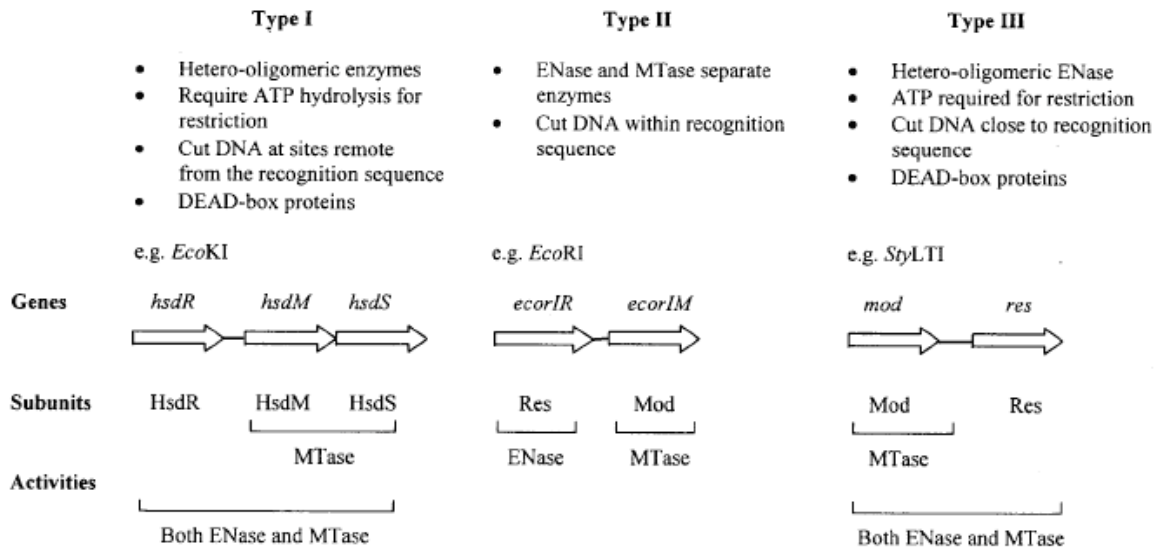 Type I
Type II
Type III
• Hetero-oligomeric enzymes
• Require ATP hydrolysis for
restriction
• Cut DNA at sites remote
from the recognition sequence
• DEAD-box proteins
• ENase and MTase separate
enzymes
• Cut DNA within recognition
sequence
• Hetero-oligomeric ENase
• ATP required for restriction
• Cut DNA close to recognition
sequence
• DEAD-box proteins
e.g. EcoKI
e.g. EcoRI
e.g. StyLTI
Genes
hsdR hsdM hsdS
ecorIR ecorIM
mod res
Subunits
HsdR HsdM HsdS
Res Mod
Mod Res
MTase
ENase MTase
MTase
Activities
Both ENase and MTase
Both ENase and MTase